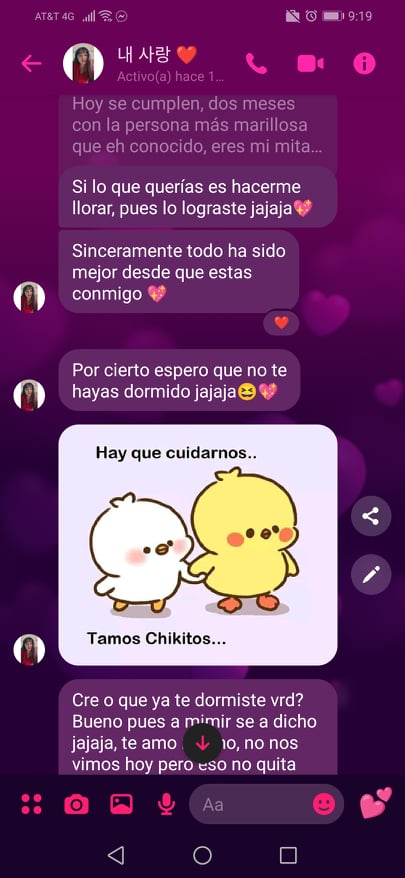 AT&T 4G
9:19
내 사랑 ❤️
Activo(a) hace 1...
Hoy se cumplen, dos meses
con la persona más marillosa
que eh conocido, eres mi mita...
Si lo que querías es hacerme
llorar, pues lo lograste jajaja💖
Sinceramente todo ha sido
mejor desde que estas
conmigo 💖
❤️
Por cierto espero que no te
hayas dormido jajaja😆💖
Hay que cuidarnos..
Tamos Chikitos...
Cre o que ya te dormiste vrd?
Bueno pues a mimir se a dicho
jajaja, te amo no, no nos
vimos hoy pero eso no quita
Aa